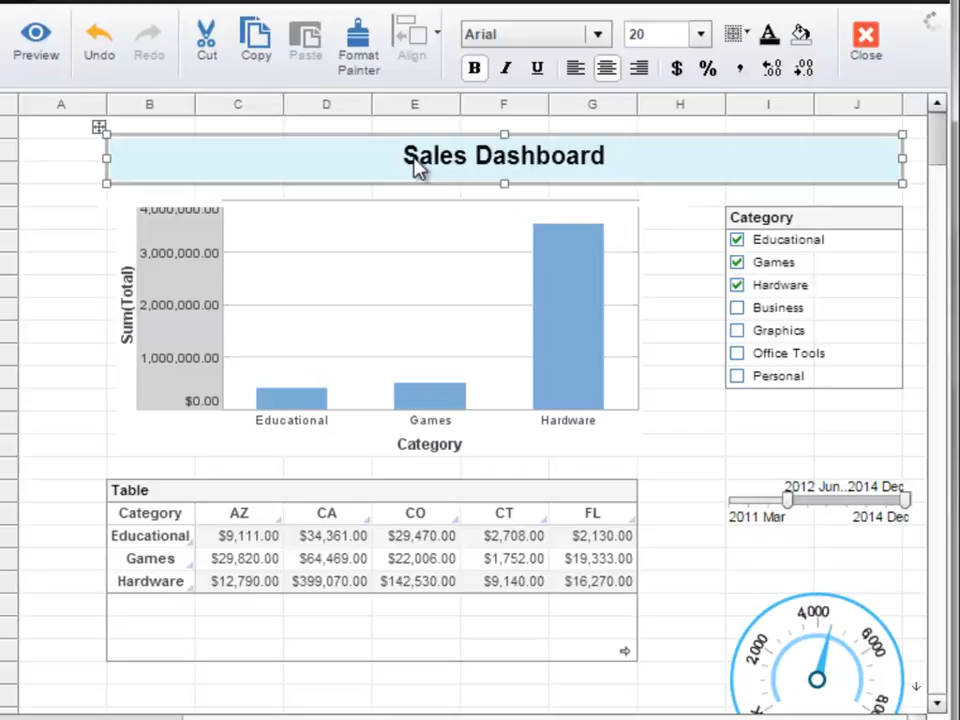 Preview Undo Redo Cut Copy Paste Format Painter Align Arial 20 Close
B I U $ % ,
A B C D E F G H I J
Sales Dashboard
Sum(Total)
4,000,000.00
3,000,000.00
2,000,000.00
1,000,000.00
$0.00
Educational Games Hardware
Category
Category
Educational
Games
Hardware
Business
Graphics
Office Tools
Personal
Table
Category AZ CA CO CT FL
Educational $9,111.00 $34,361.00 $29,470.00 $2,708.00 $2,130.00
Games $29,820.00 $64,469.00 $22,006.00 $1,752.00 $19,333.00
Hardware $12,790.00 $399,070.00 $142,530.00 $9,140.00 $16,270.00
2012 Jun..2014 Dec
2011 Mar 2014 Dec
2,000 4,000 6,000